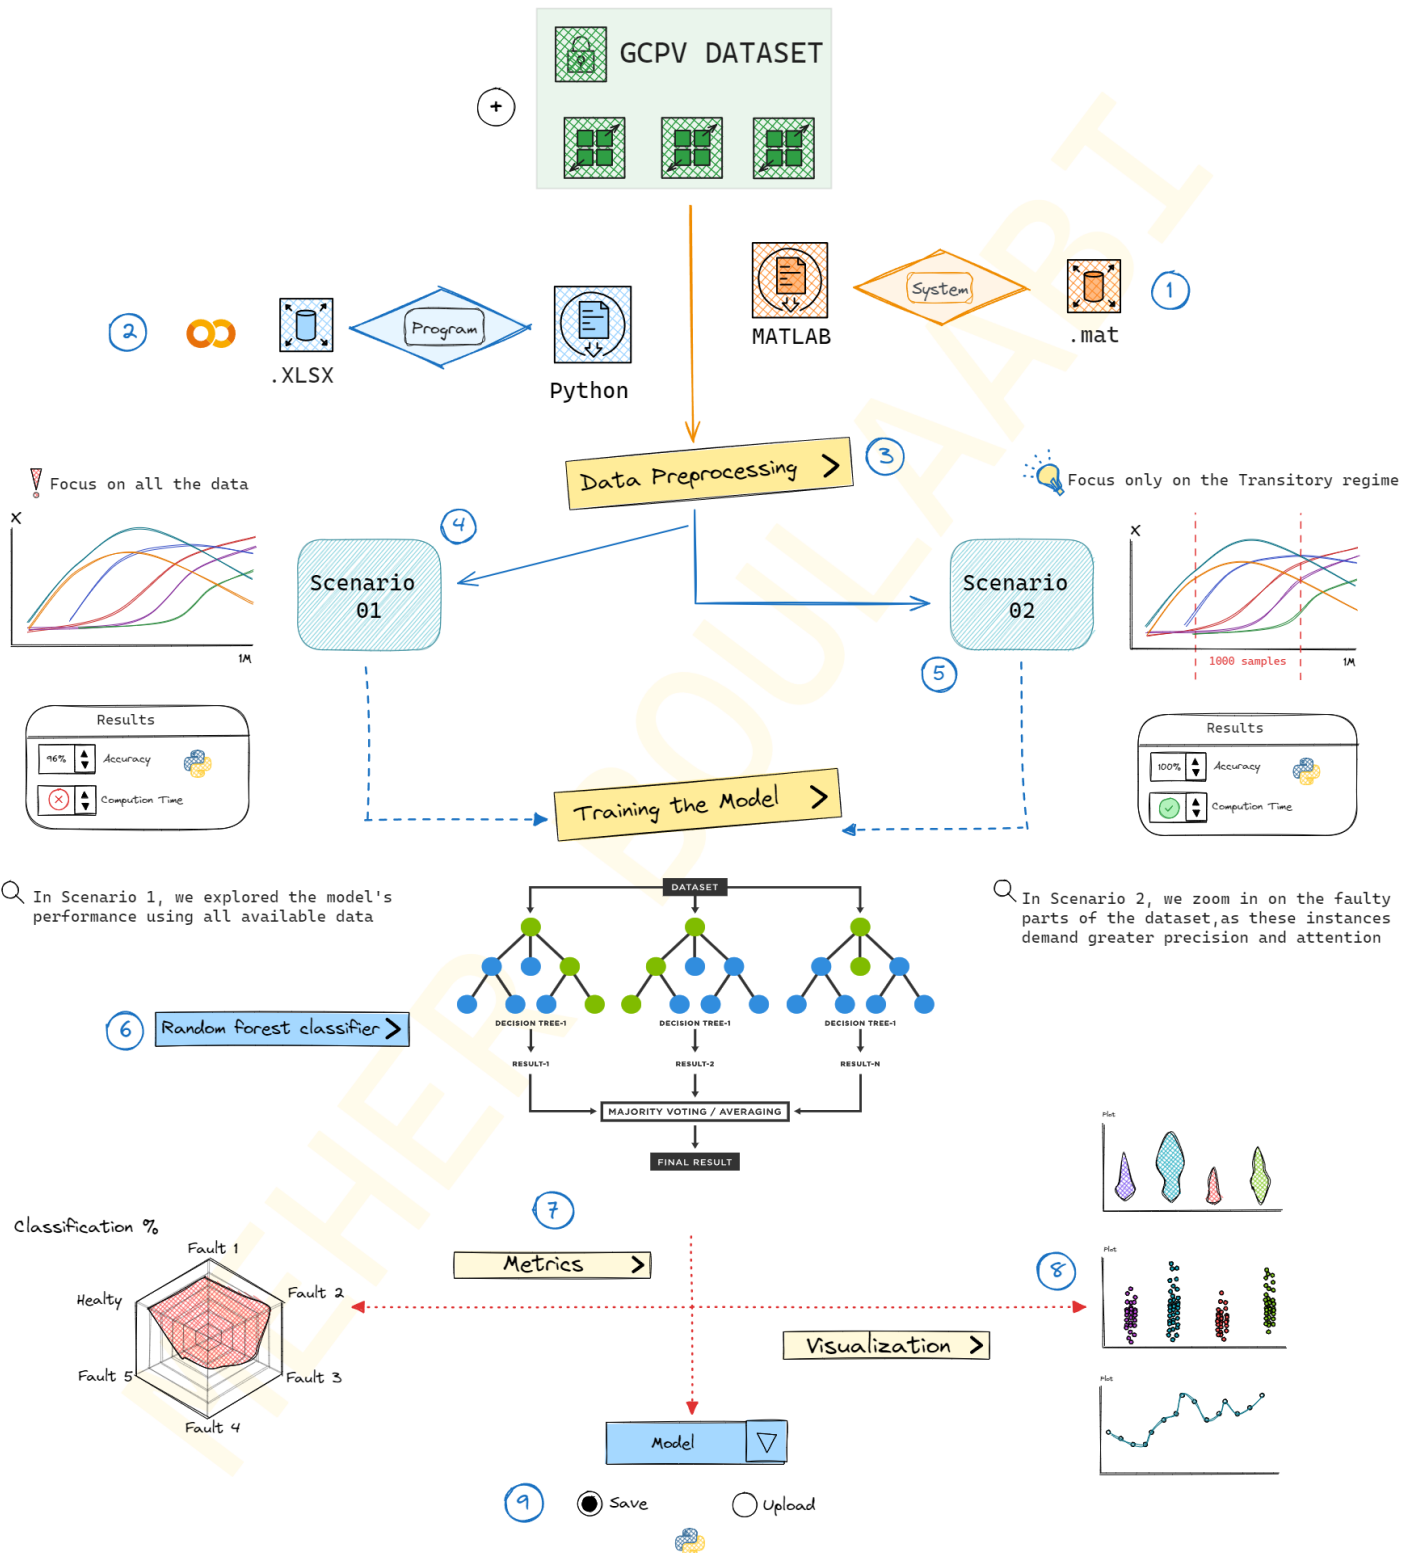 GCPV DATASET
+
MATLAB
System
.mat
1
2
.XLSX
Program
Python
Data Preprocessing
3
Focus on all the data
Focus only on the Transitory regime
X
1M
Scenario
01
4
Scenario
02
5
X
1000 samples
1M
Results
96%
Accuracy
Compution Time
Results
100%
Accuracy
Compution Time
Training the Model
In Scenario 1, we explored the model's
performance using all available data
In Scenario 2, we zoom in on the faulty
parts of the dataset,as these instances
demand greater precision and attention
DATASET
DECISION TREE-1
DECISION TREE-1
DECISION TREE-1
RESULT-1
RESULT-2
RESULT-N
MAJORITY VOTING / AVERAGING
FINAL RESULT
6
Random forest classifier
7
Metrics
Classification %
Fault 1
Fault 2
Fault 3
Fault 4
Fault 5
Healty
8
Visualization
Plot
Plot
Plot
Model
9
Save
Upload
BOULAABI